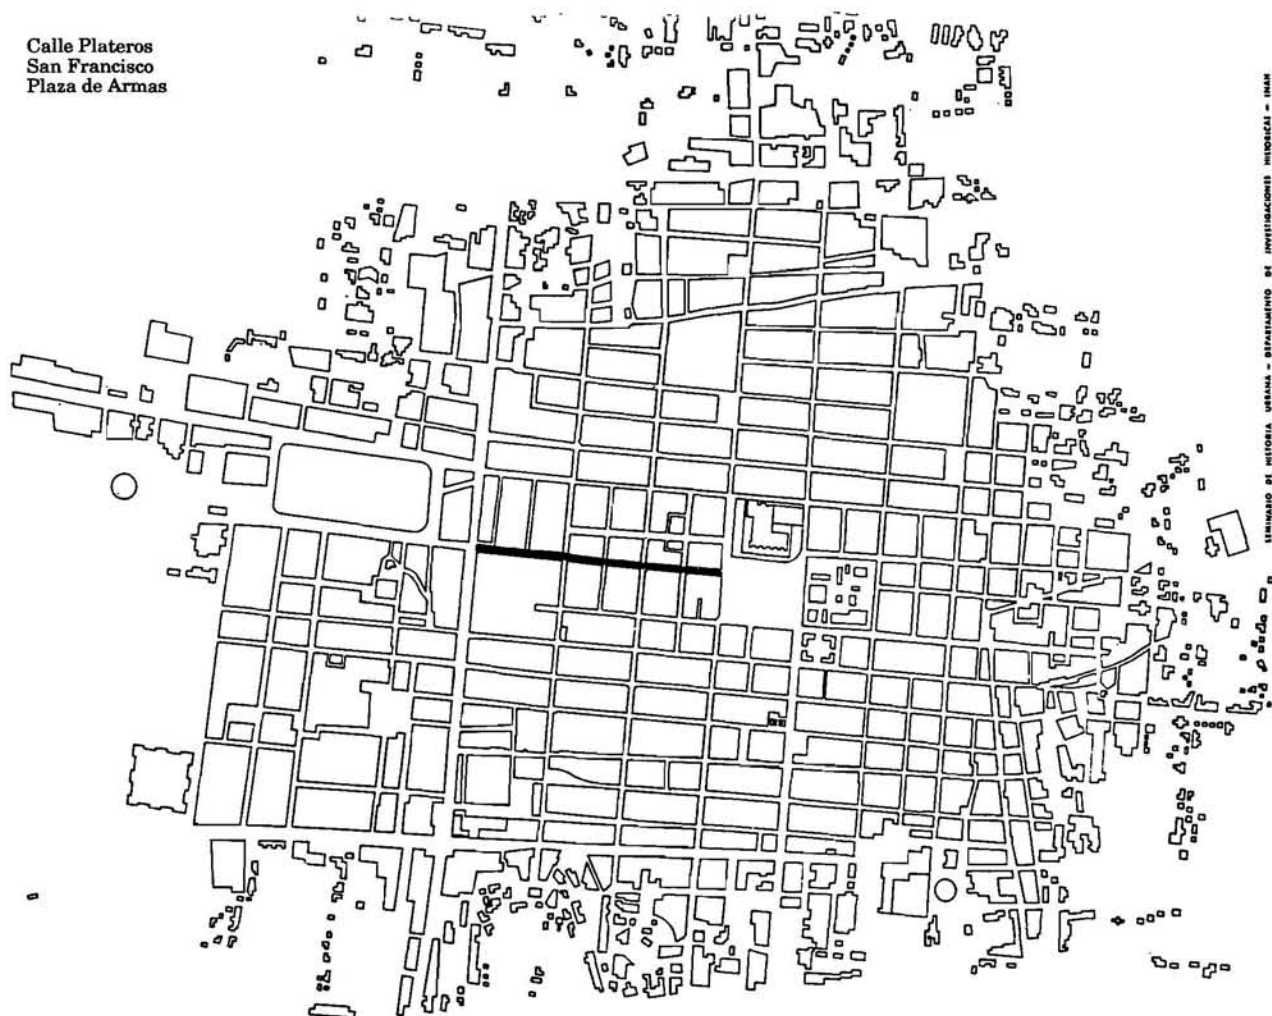 Calle Plateros
San Francisco
Plaza de Armas
SEMINARIO DE HISTORIA URBANA – DEPARTAMENTO DE INVESTIGACIONES HISTORICAS – INAH